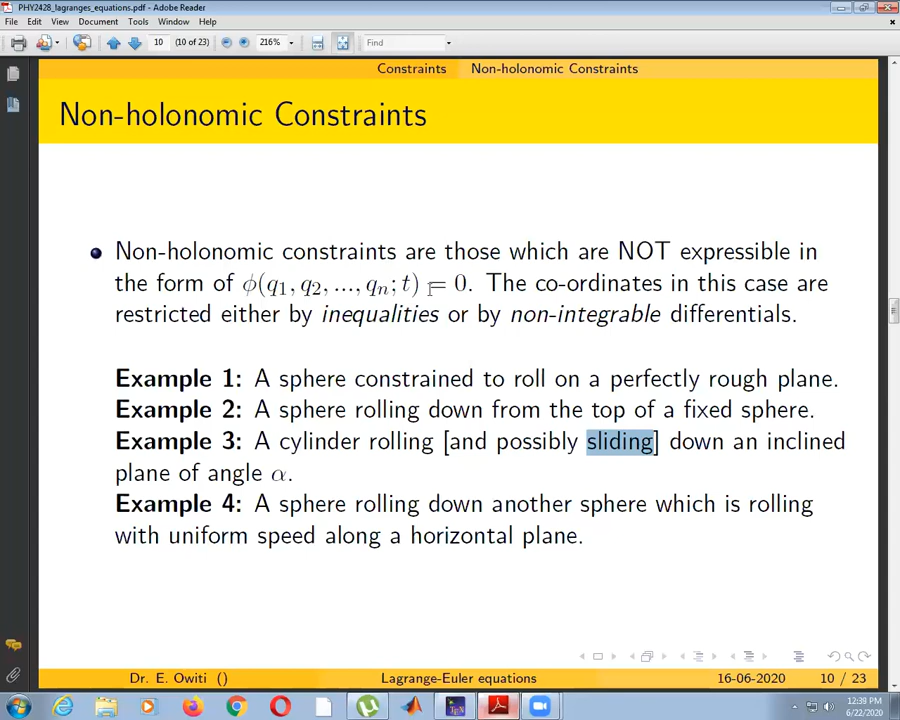 PHY2428_lagranges_equations.pdf - Adobe Reader
File Edit View Document Tools Window Help
10 (10 of 23) 216% Find
Constraints Non-holonomic Constraints
Non-holonomic Constraints
Non-holonomic constraints are those which are NOT expressible in
the form of ϕ(q₁, q₂, ..., qₙ; t) = 0. The co-ordinates in this case are
restricted either by inequalities or by non-integrable differentials.
Example 1: A sphere constrained to roll on a perfectly rough plane.
Example 2: A sphere rolling down from the top of a fixed sphere.
Example 3: A cylinder rolling [and possibly sliding] down an inclined
plane of angle α.
Example 4: A sphere rolling down another sphere which is rolling
with uniform speed along a horizontal plane.
Dr. E. Owiti () Lagrange-Euler equations 16-06-2020 10 / 23
12:39 PM
6/22/2020